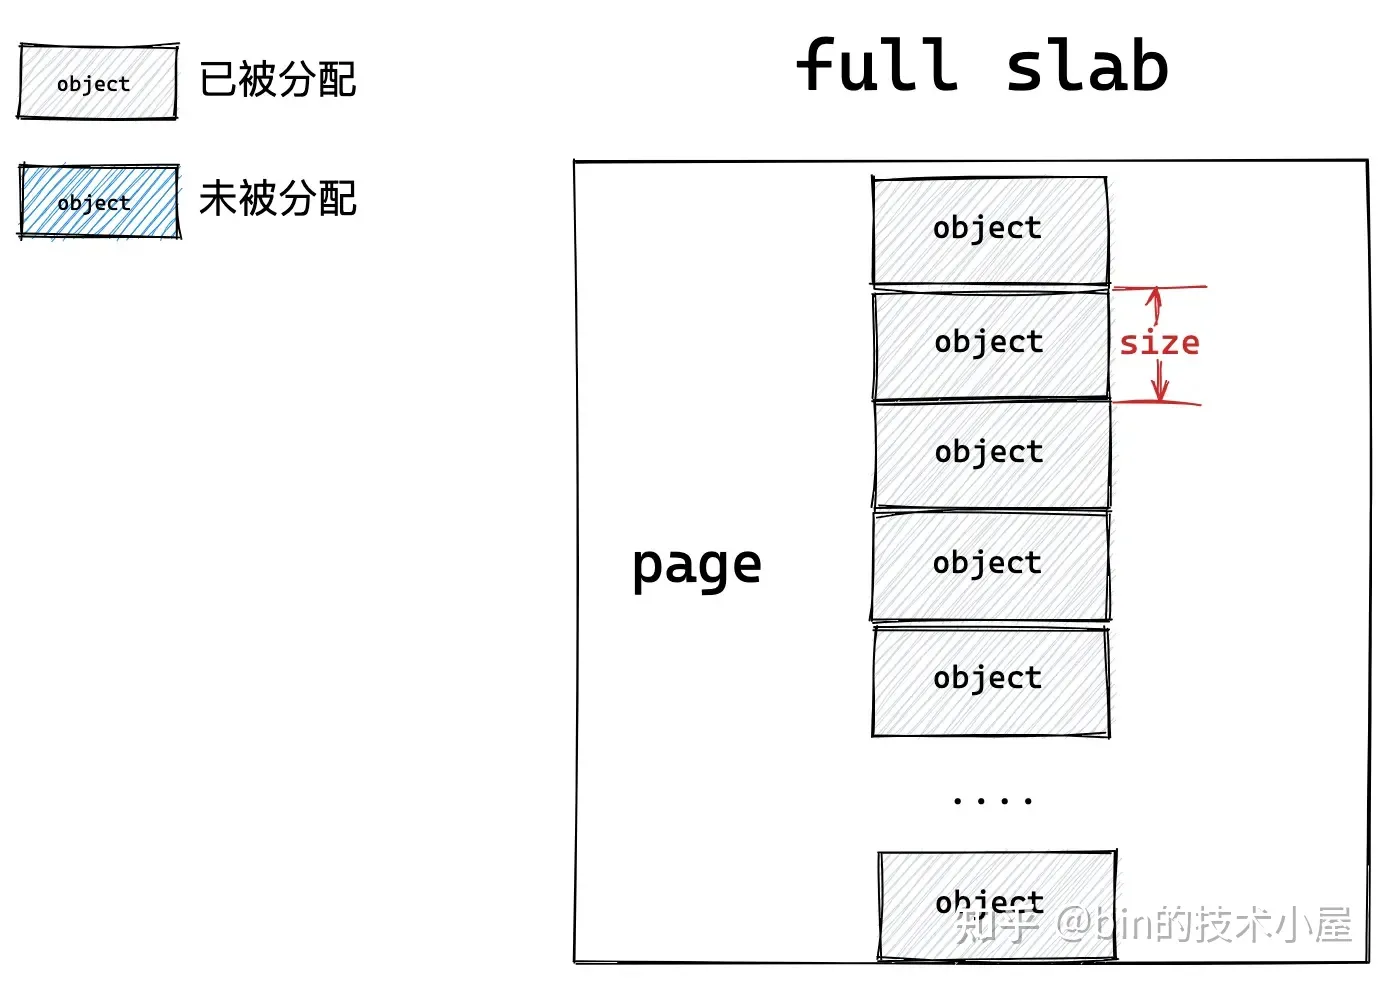 object
已被分配
object
未被分配
full slab
object
object
size
object
page
object
object
....
object
知乎 @bin的技术小屋